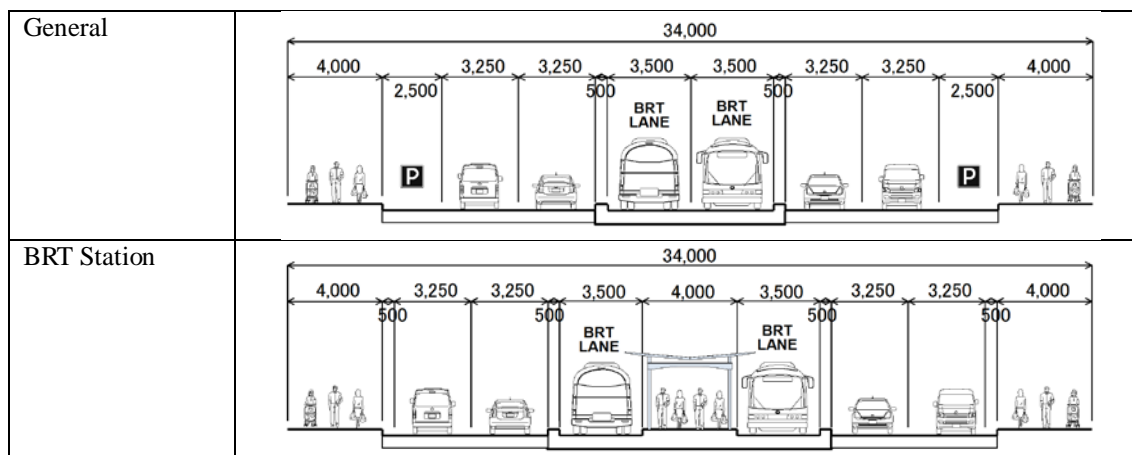 General
34,000
4,000 3,250 3,250 3,500 3,500 3,250 3,250 4,000
2,500 500 500 2,500
BRT LANE BRT LANE
P P
BRT Station
34,000
4,000 3,250 3,250 3,500 4,000 3,500 3,250 3,250 4,000
500 500 500 500
BRT LANE BRT LANE